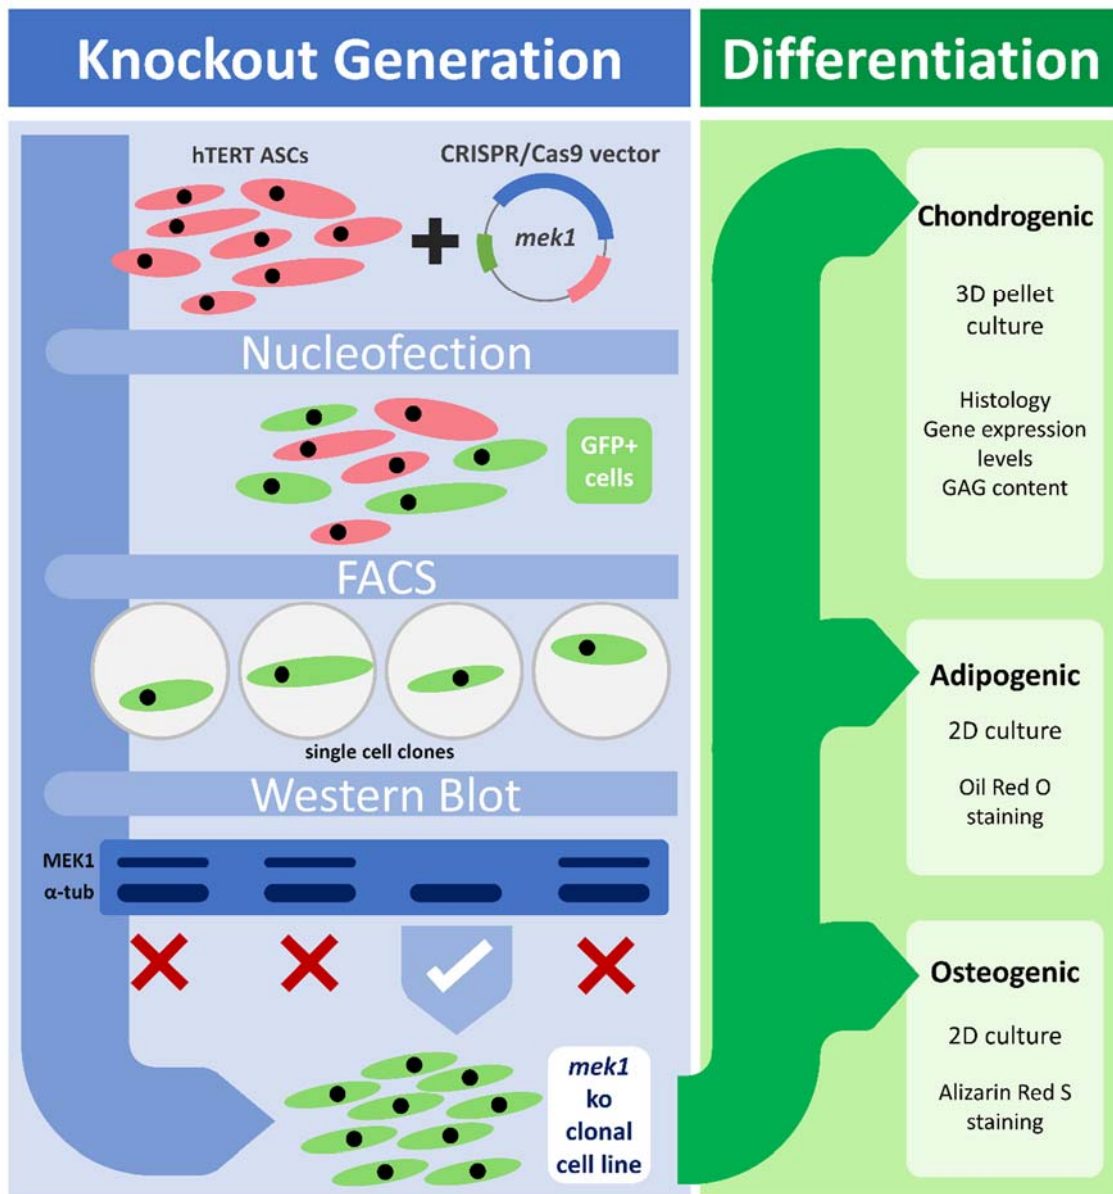 Knockout Generation
hTERT ASCs
CRISPR/Cas9 vector
mek1
Nucleofection
GFP+
cells
FACS
single cell clones
Western Blot
MEK1
α-tub
mek1
ko
clonal
cell line
Differentiation
Chondrogenic
3D pellet
culture
Histology
Gene expression
levels
GAG content
Adipogenic
2D culture
Oil Red O
staining
Osteogenic
2D culture
Alizarin Red S
staining